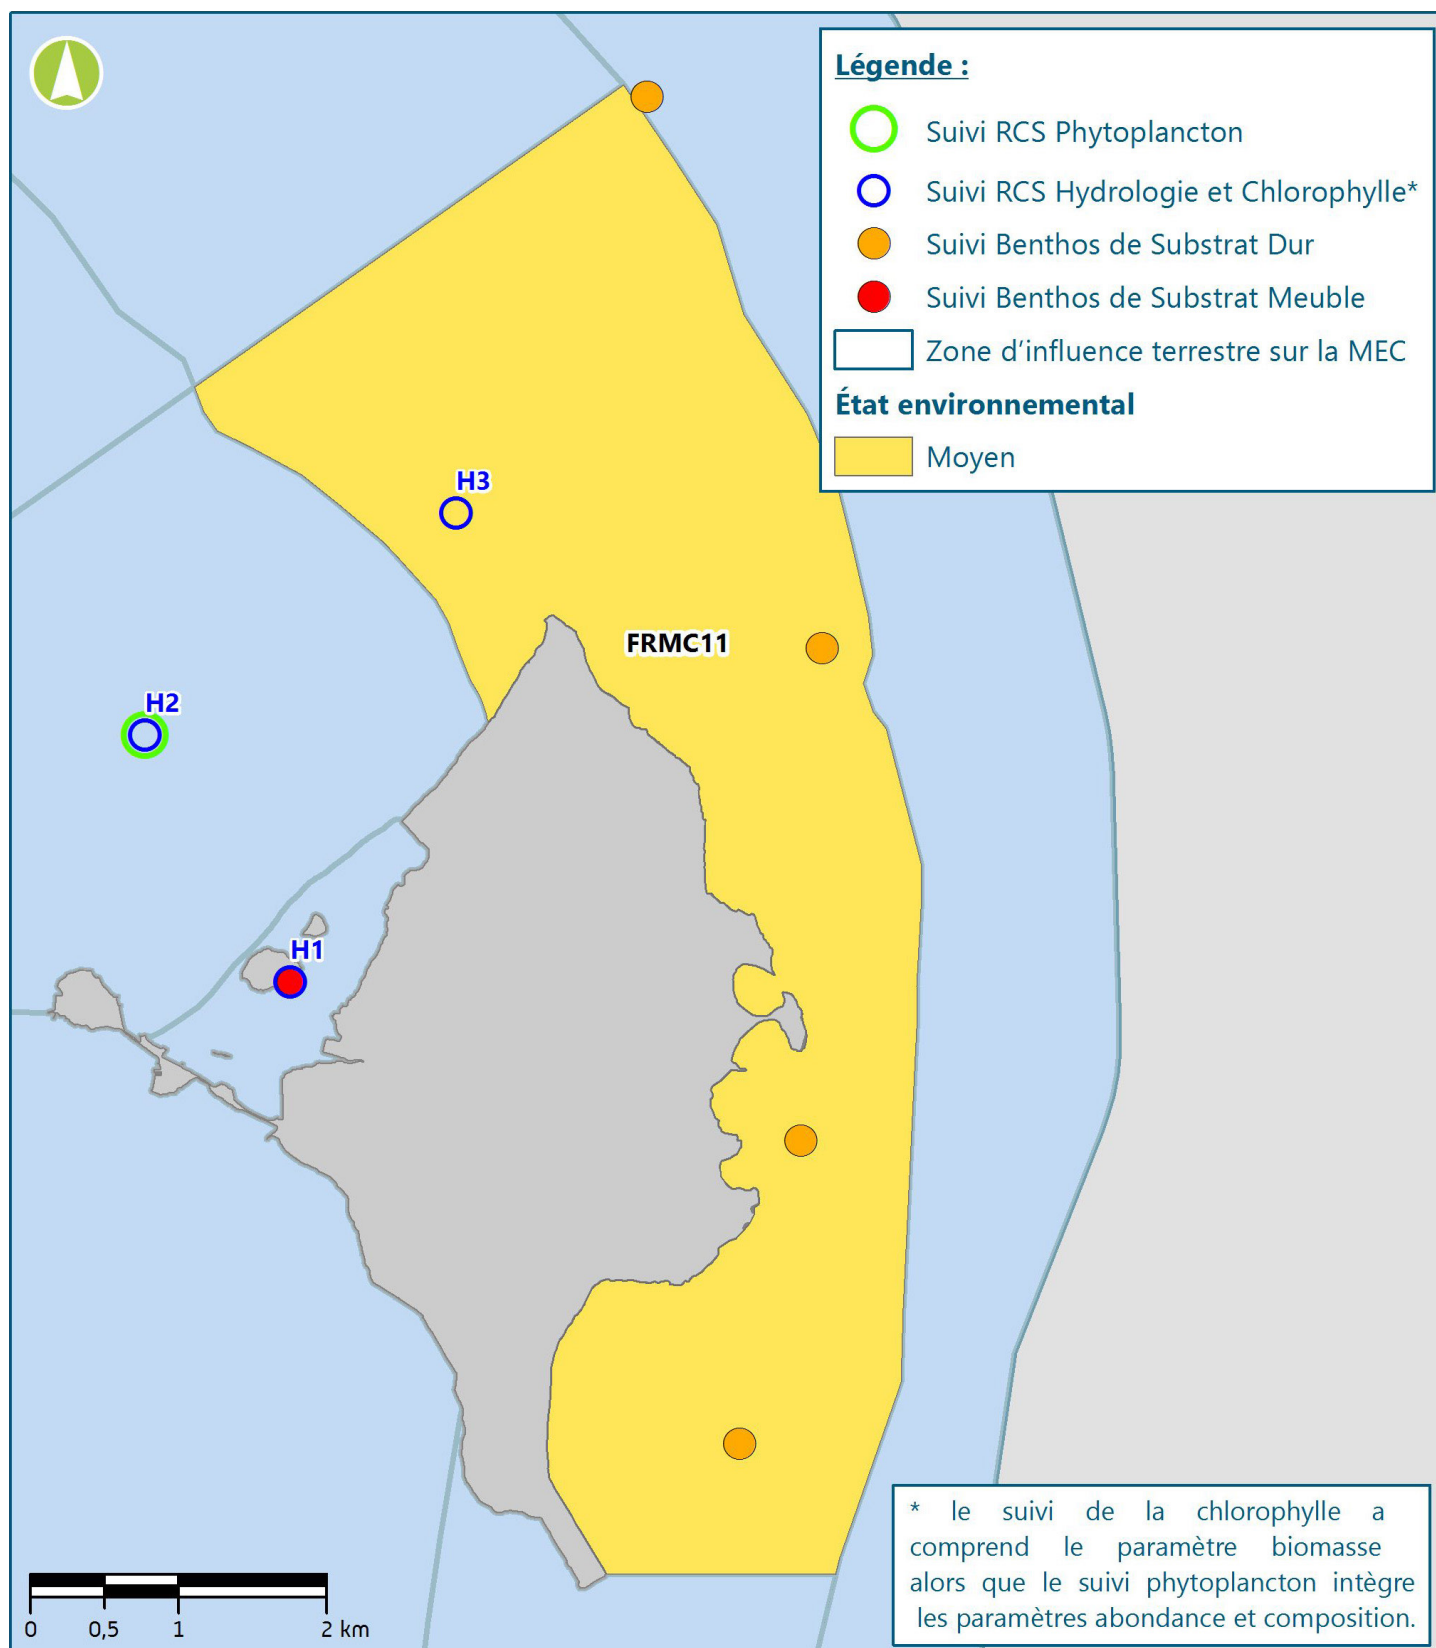 Légende :
Suivi RCS Phytoplancton
Suivi RCS Hydrologie et Chlorophylle*
Suivi Benthos de Substrat Dur
Suivi Benthos de Substrat Meuble
Zone d’influence terrestre sur la MEC
État environnemental
Moyen
H3
FRMC11
H2
H1
* le suivi de la chlorophylle a
comprend le paramètre biomasse
alors que le suivi phytoplancton intègre
les paramètres abondance et composition.
0 0,5 1 2 km